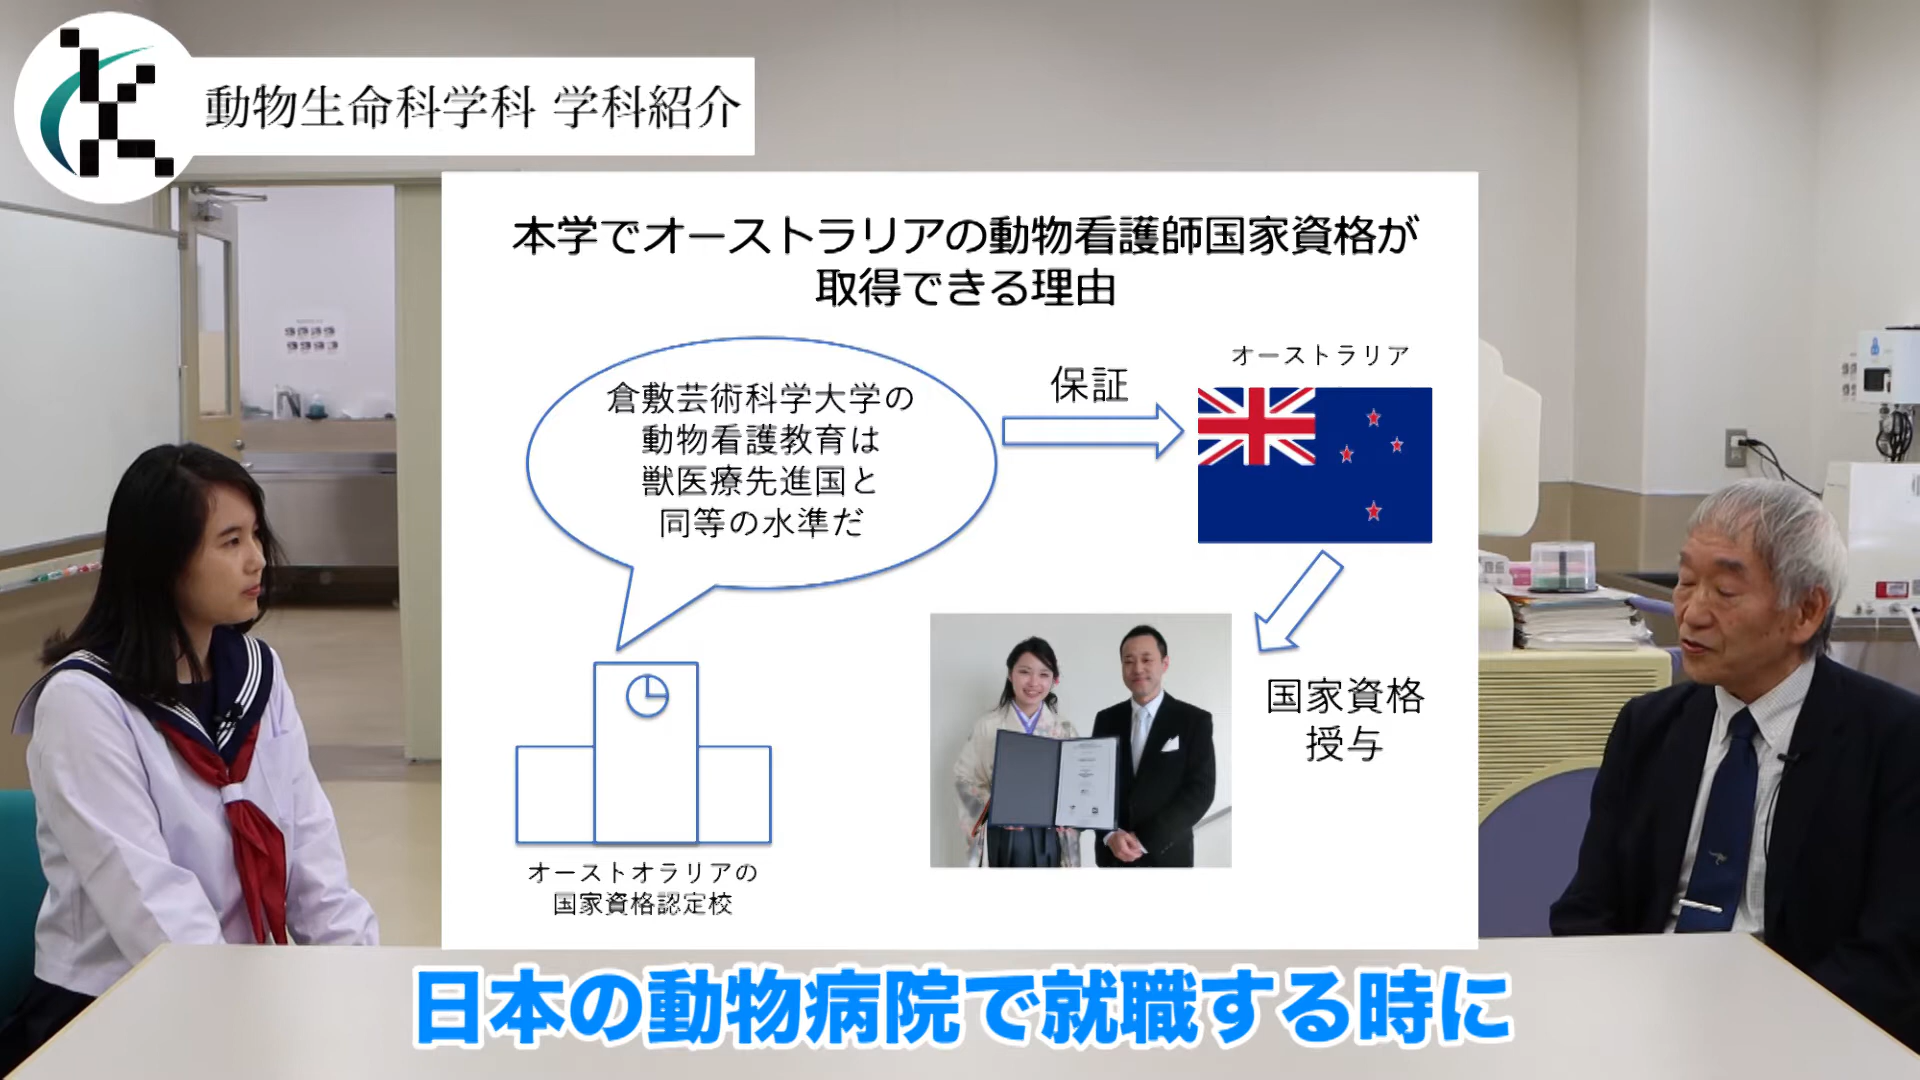 動物生命科学科 学科紹介
本学でオーストラリアの動物看護師国家資格が
取得できる理由
倉敷芸術科学大学の
動物看護教育は
獣医療先進国と
同等の水準だ
保証
オーストラリア
国家資格
授与
オーストオラリアの
国家資格認定校
日本の動物病院で就職する時に